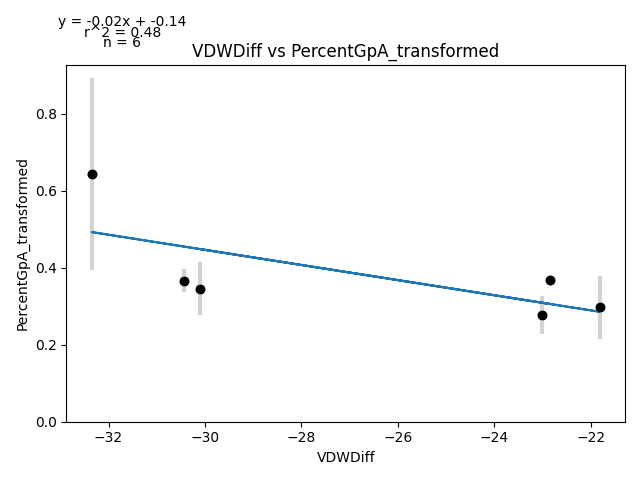 y = -0.02x + -0.14
r^2 = 0.48
n = 6
VDWDiff vs PercentGpA_transformed
PercentGpA_transformed
0.8
0.6
0.4
0.2
0.0
−32
−30
−28
−26
−24
−22
VDWDiff